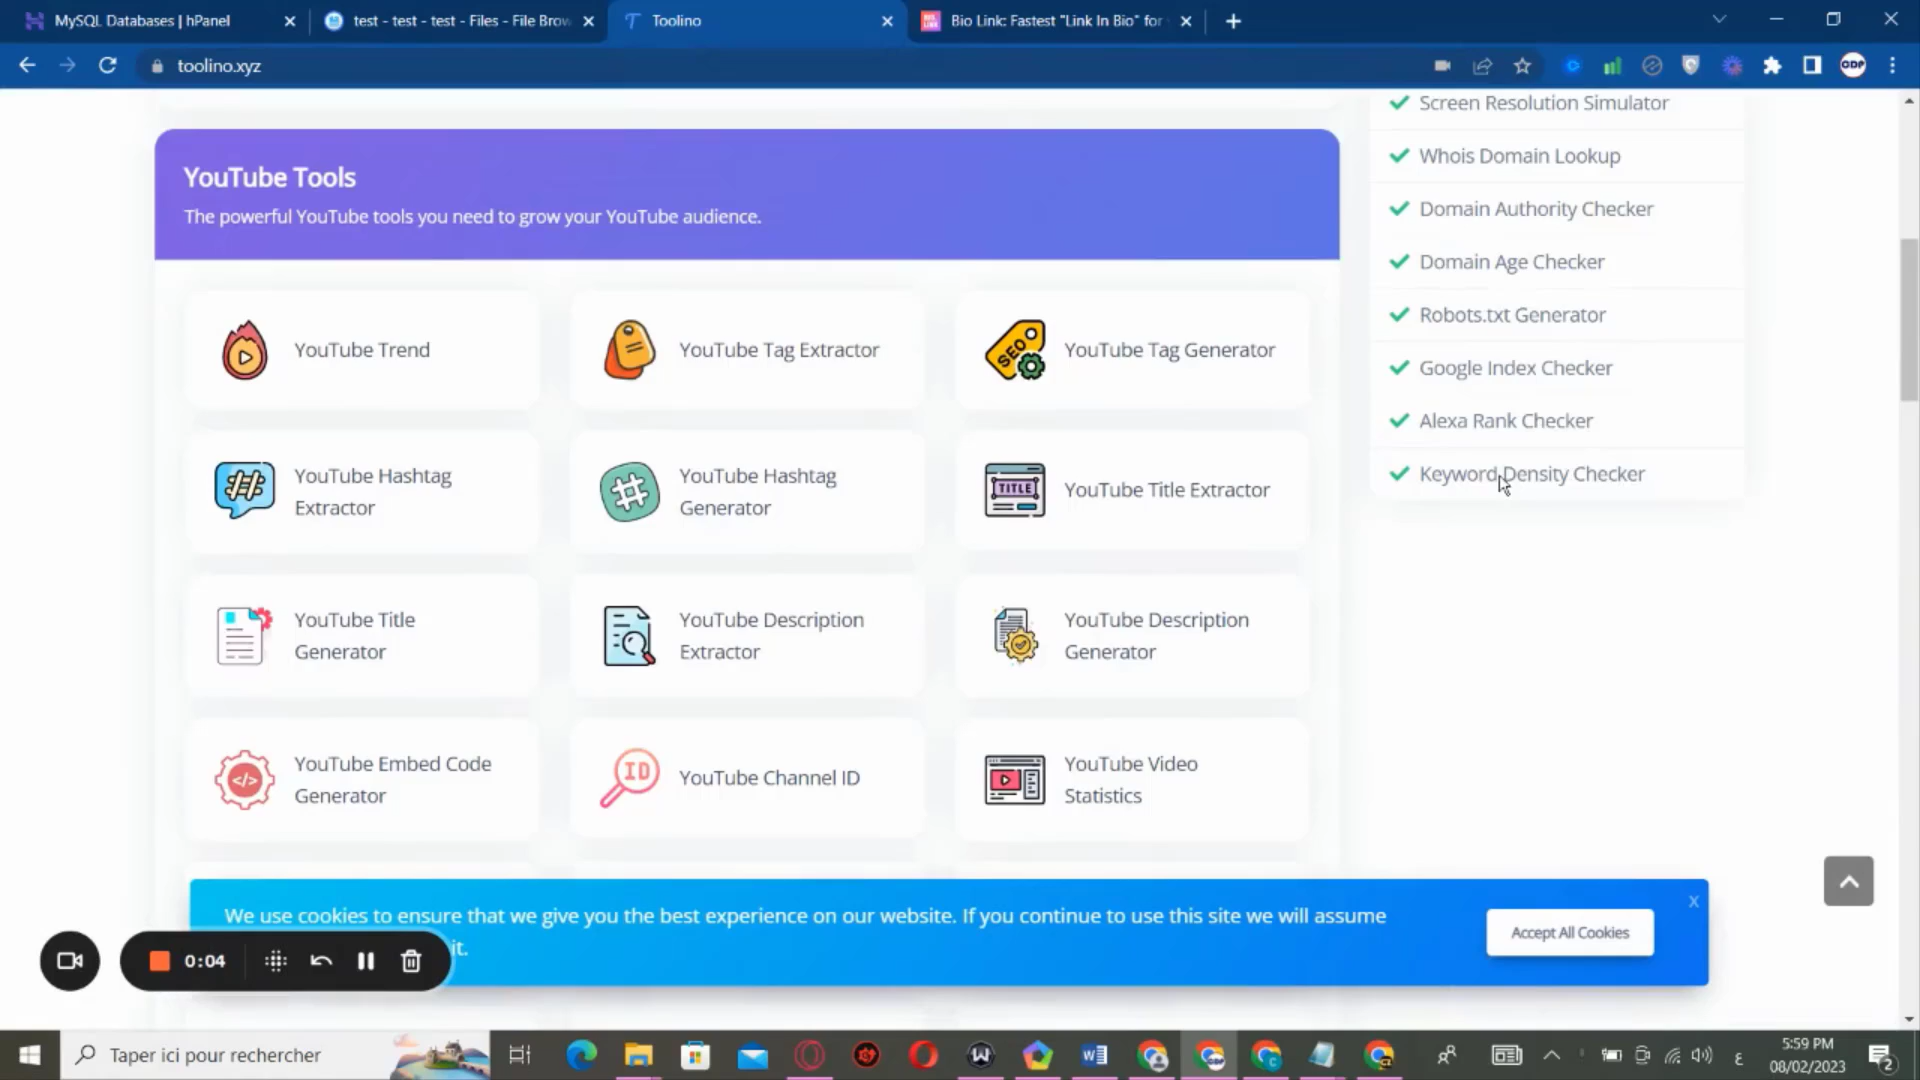 MySQL Databases | hPanel
test - test - test - Files - File Brow
Toolino
Bio Link: Fastest "Link In Bio" for
toolino.xyz
GDP
Screen Resolution Simulator
Whois Domain Lookup
Domain Authority Checker
Domain Age Checker
Robots.txt Generator
Google Index Checker
Alexa Rank Checker
Keyword Density Checker
YouTube Tools
The powerful YouTube tools you need to grow your YouTube audience.
YouTube Trend
YouTube Tag Extractor
SEO
YouTube Tag Generator
YouTube Hashtag
Extractor
YouTube Hashtag
Generator
TITLE
YouTube Title Extractor
YouTube Title
Generator
YouTube Description
Extractor
YouTube Description
Generator
YouTube Embed Code
Generator
ID
YouTube Channel ID
YouTube Video
Statistics
We use cookies to ensure that we give you the best experience on our website. If you continue to use this site we will assume
it.
x
Accept All Cookies
0:04
Taper ici pour rechercher
ع
5:59 PM
08/02/2023
2